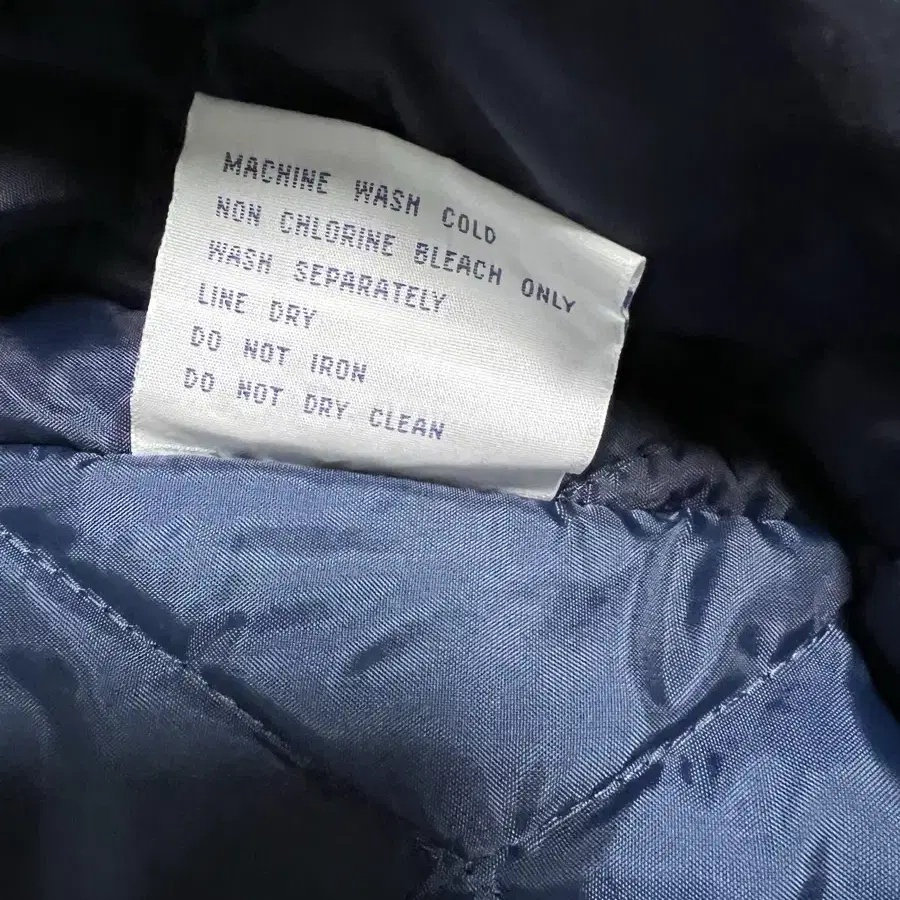 MACHINE WASH COLD
NON CHLORINE BLEACH ONLY
WASH SEPARATELY
LINE DRY
DO NOT IRON
DO NOT DRY CLEAN